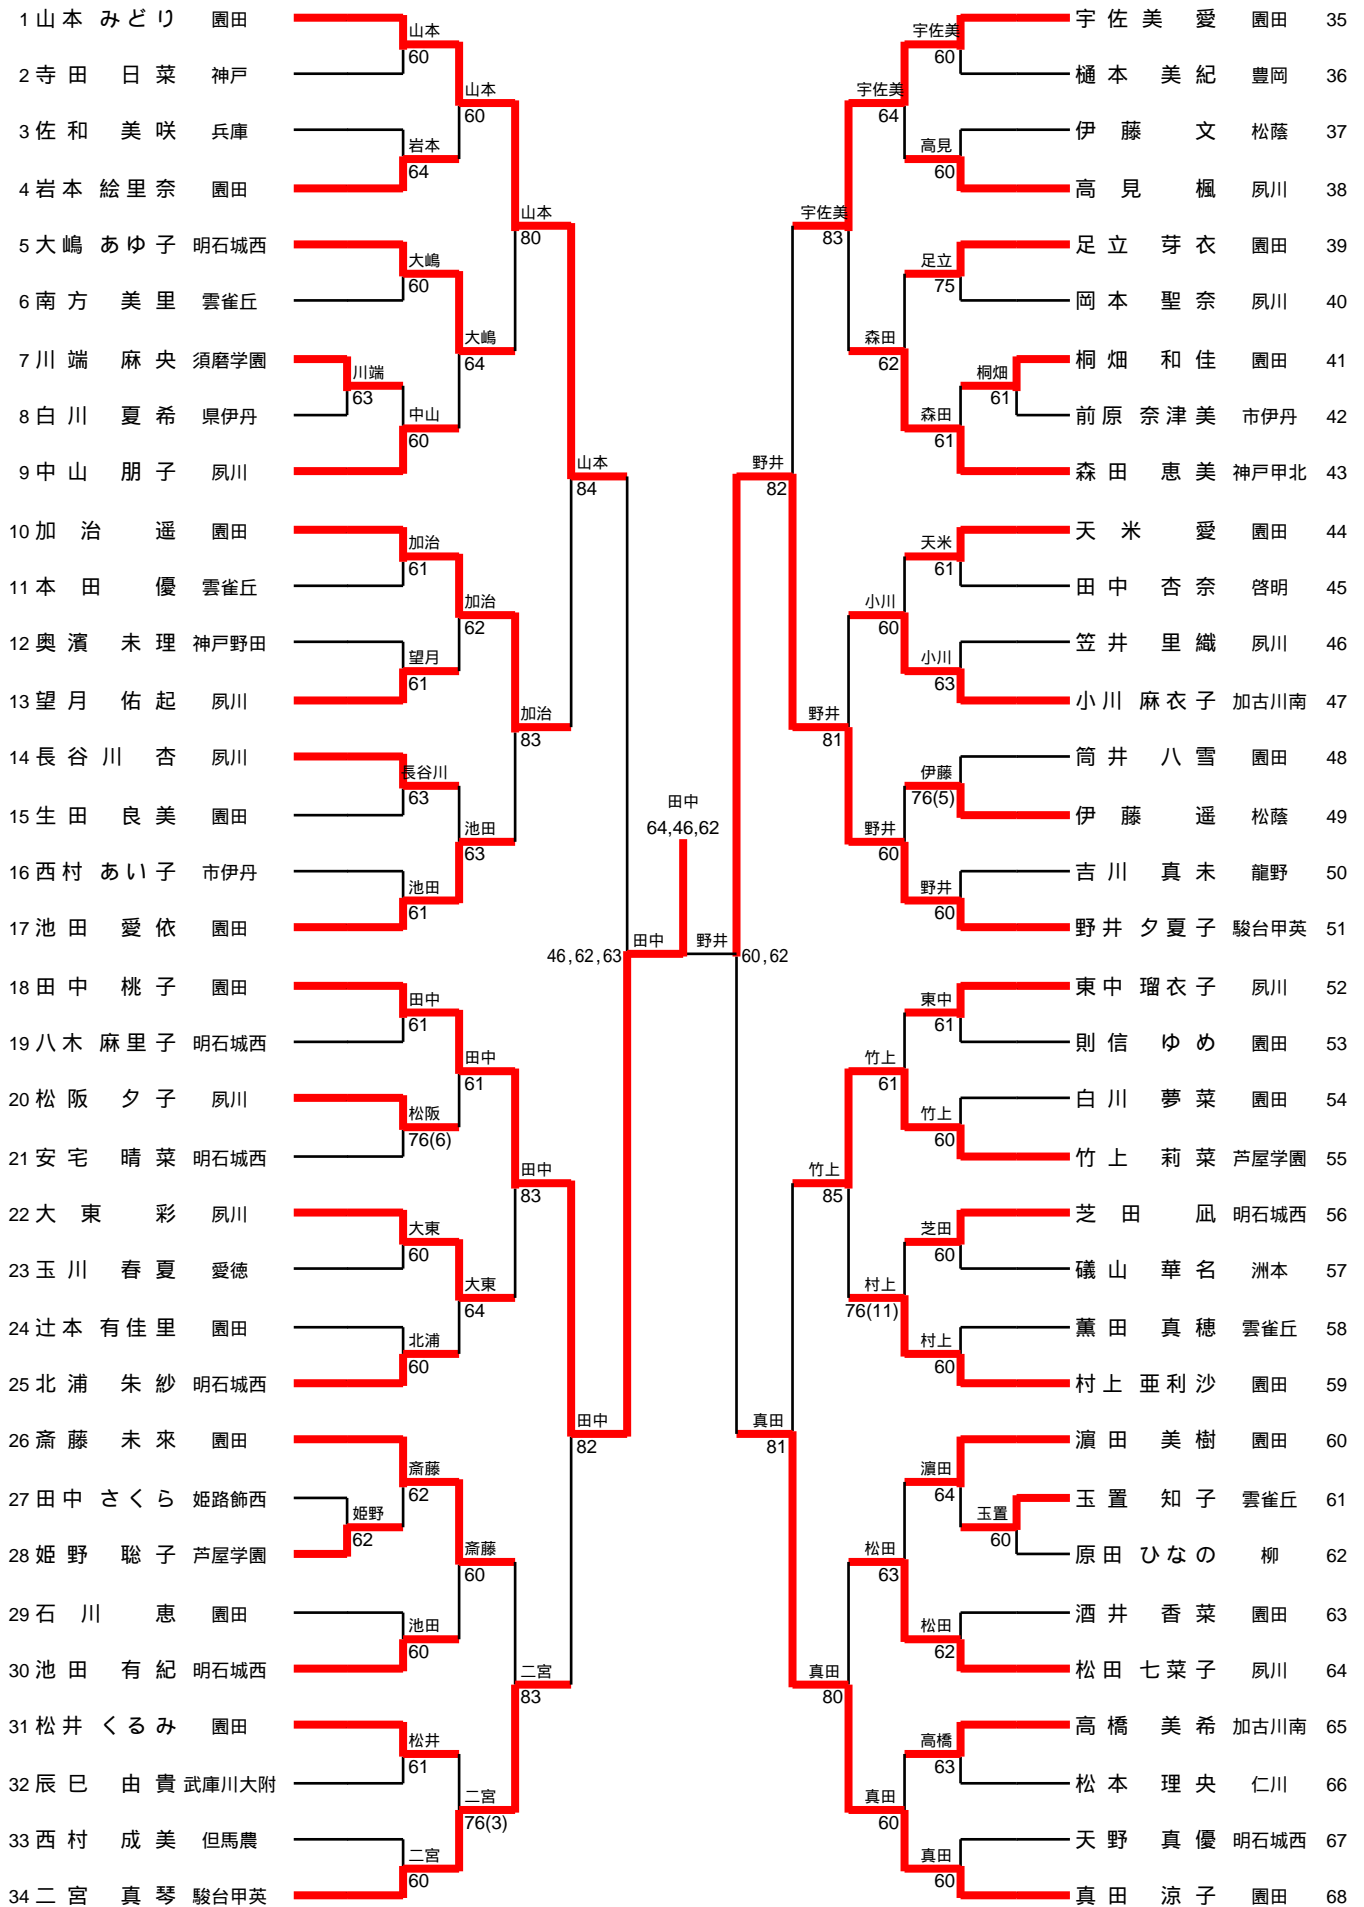 1 山本 みどり 園田
2 寺田 日菜 神戸
3 佐和 美咲 兵庫
4 岩本 絵里奈 園田
5 大嶋 あゆ子 明石城西
6 南方 美里 雲雀丘
7 川端 麻央 須磨学園
8 白川 夏希 県伊丹
9 中山 朋子 夙川
10 加治 遥 園田
11 本田 優 雲雀丘
12 奥濱 未理 神戸野田
13 望月 佑起 夙川
14 長谷川 杏 夙川
15 生田 良美 園田
16 西村 あい子 市伊丹
17 池田 愛依 園田
18 田中 桃子 園田
19 八木 麻里子 明石城西
20 松阪 夕子 夙川
21 安宅 晴菜 明石城西
22 大東 彩 夙川
23 玉川 春夏 愛徳
24 辻本 有佳里 園田
25 北浦 朱紗 明石城西
26 斎藤 未來 園田
27 田中 さくら 姫路飾西
28 姫野 聡子 芦屋学園
29 石川 恵 園田
30 池田 有紀 明石城西
31 松井 くるみ 園田
32 辰巳 由貴 武庫川大附
33 西村 成美 但馬農
34 二宮 真琴 駿台甲英
川端
63
姫野
62
山本
60
岩本
64
大嶋
60
中山
60
加治
61
望月
61
長谷川
63
池田
61
田中
61
松阪
76(6)
大東
60
北浦
60
斎藤
62
池田
60
松井
61
二宮
60
山本
60
大嶋
64
加治
62
池田
63
田中
61
大東
64
斎藤
60
二宮
76(3)
山本
80
加治
83
田中
83
二宮
83
山本
84
田中
82
田中
46,62,63
田中
64,46,62
野井
60,62
野井
82
真田
81
宇佐美
83
野井
81
竹上
85
真田
80
宇佐美
64
森田
62
小川
60
野井
60
竹上
61
村上
76(11)
松田
63
真田
60
宇佐美
60
高見
60
足立
75
森田
61
天米
61
小川
63
伊藤
76(5)
野井
60
東中
61
竹上
60
芝田
60
村上
60
濵田
64
松田
62
高橋
63
真田
60
桐畑
61
玉置
60
宇佐美 愛 園田 35
樋本 美紀 豊岡 36
伊藤 文 松蔭 37
高見 楓 夙川 38
足立 芽衣 園田 39
岡本 聖奈 夙川 40
桐畑 和佳 園田 41
前原 奈津美 市伊丹 42
森田 恵美 神戸甲北 43
天米 愛 園田 44
田中 杏奈 啓明 45
笠井 里織 夙川 46
小川 麻衣子 加古川南 47
筒井 八雪 園田 48
伊藤 遥 松蔭 49
吉川 真未 龍野 50
野井 夕夏子 駿台甲英 51
東中 瑠衣子 夙川 52
則信 ゆめ 園田 53
白川 夢菜 園田 54
竹上 莉菜 芦屋学園 55
芝田 凪 明石城西 56
礒山 華名 洲本 57
薫田 真穂 雲雀丘 58
村上 亜利沙 園田 59
濵田 美樹 園田 60
玉置 知子 雲雀丘 61
原田 ひなの 柳 62
酒井 香菜 園田 63
松田 七菜子 夙川 64
高橋 美希 加古川南 65
松本 理央 仁川 66
天野 真優 明石城西 67
真田 涼子 園田 68